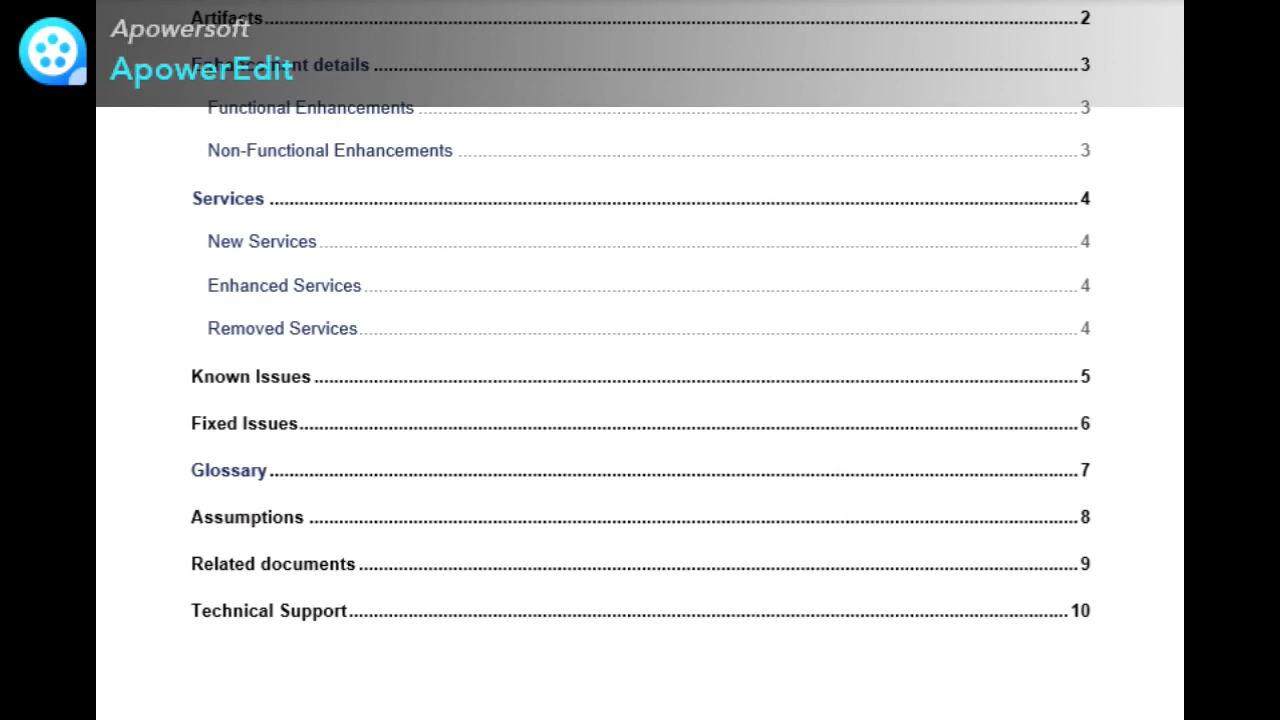 Artifacts 2
Apowersoft
Enhancement details 3
ApowerEdit
Functional Enhancements 3
Non-Functional Enhancements 3
Services 4
New Services 4
Enhanced Services 4
Removed Services 4
Known Issues 5
Fixed Issues 6
Glossary 7
Assumptions 8
Related documents 9
Technical Support 10